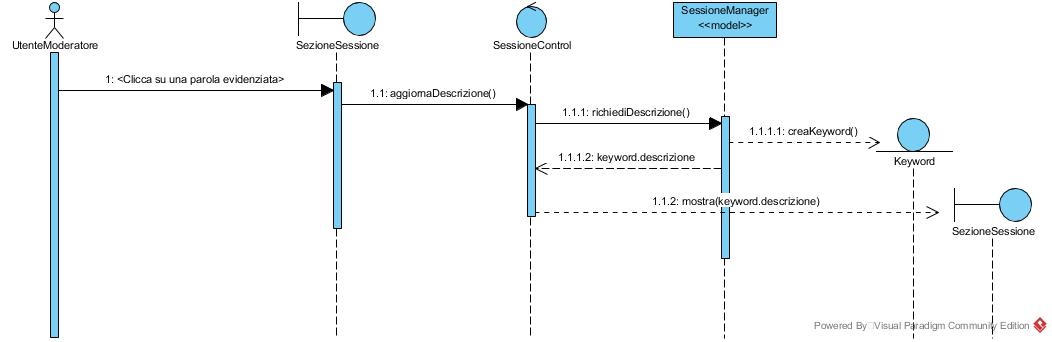 SessioneManager
<<model>>
UtenteModeratore
SezioneSessione
SessioneControl
1: <Clicca su una parola evidenziata>
1.1: aggiornaDescrizione()
1.1.1: richiediDescrizione()
1.1.1.1: creaKeyword()
1.1.1.2: keyword.descrizione
Keyword
1.1.2: mostra(keyword.descrizione)
SezioneSessione
Powered By Visual Paradigm Community Edition